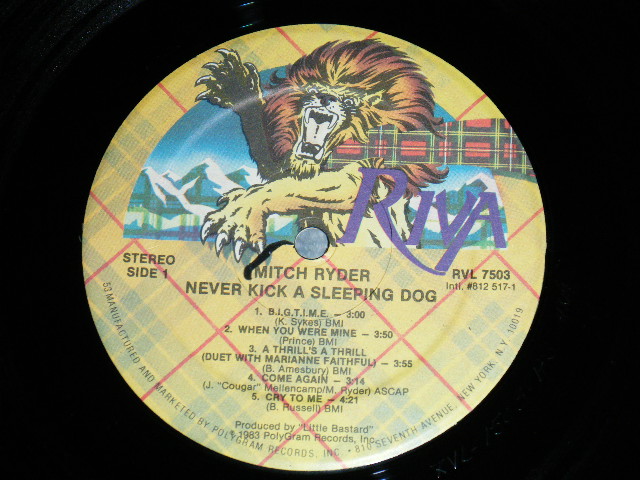 RIVA
STEREO
SIDE 1
RVL 7503
Intl. #812 517-1
MITCH RYDER
NEVER KICK A SLEEPING DOG
1. B.I.G.T.I.M.E. — 3:00
(K. Sykes) BMI
2. WHEN YOU WERE MINE — 3:50
(Prince) BMI
3. A THRILL'S A THRILL
(DUET WITH MARIANNE FAITHFUL) — 3:55
(B. Amesbury) BMI
4. COME AGAIN — 3:14
(J. "Cougar" Mellencamp/M. Ryder) ASCAP
5. CRY TO ME — 4:21
(B. Russell) BMI
Produced by "Little Bastard"
1983 PolyGram Records, Inc.
53 MANUFACTURED AND MARKETED BY POLYGRAM RECORDS, INC. • 810 SEVENTH AVENUE, NEW YORK, N.Y. 10019